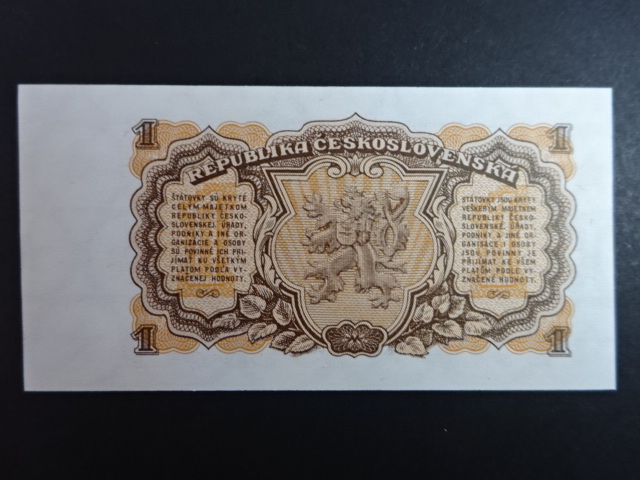 1
1
REPUBLIKA ČESKOSLOVENSKA
ŠTÁTOVKY SÚ KRYTÉ
CELÝM MAJETKOM
REPUBLIKY ČESKO-
SLOVENSKEJ. ÚRADY,
PODNIKY A INÉ OR-
GANIZÁCIE A OSOBY
SÚ POVINNÉ ICH PRI-
JÍMAŤ KU VŠETKÝM
PLATOM PODĽA VY-
ZNAČENEJ HODNOTY.
STÁTOVKY JSOU KRYTY
VEŠKERÝM MAJETKEM
REPUBLIKY ČESKO-
SLOVENSKÉ. ÚŘADY,
PODNIKY A JINÉ OR-
GANISACE I OSOBY
JSOU POVINNY JE
PŘIJÍMAT KE VŠEM
PLATŮM PODLE VY-
ZNAČENÉ HODNOTY.
1
1